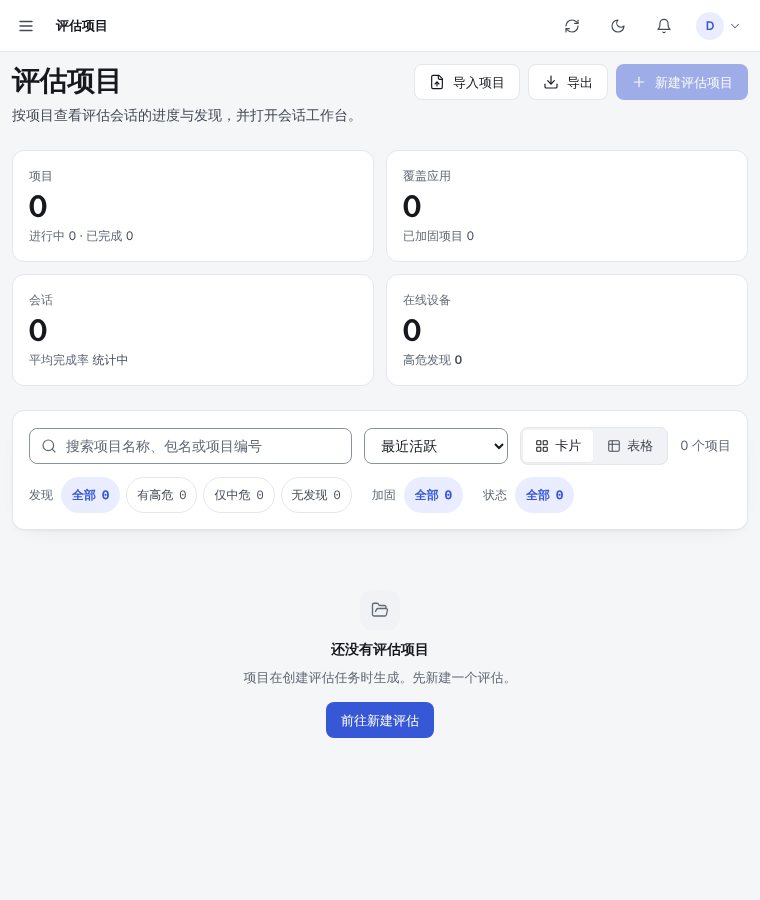 评估项目
D
评估项目
导入项目
导出
新建评估项目
按项目查看评估会话的进度与发现，并打开会话工作台。
项目
0
进行中 0 · 已完成 0
覆盖应用
0
已加固项目 0
会话
0
平均完成率 统计中
在线设备
0
高危发现 0
搜索项目名称、包名或项目编号
最近活跃
卡片
表格
0 个项目
发现 全部 0 有高危 0 仅中危 0 无发现 0 加固 全部 0 状态 全部 0
还没有评估项目
项目在创建评估任务时生成。先新建一个评估。
前往新建评估